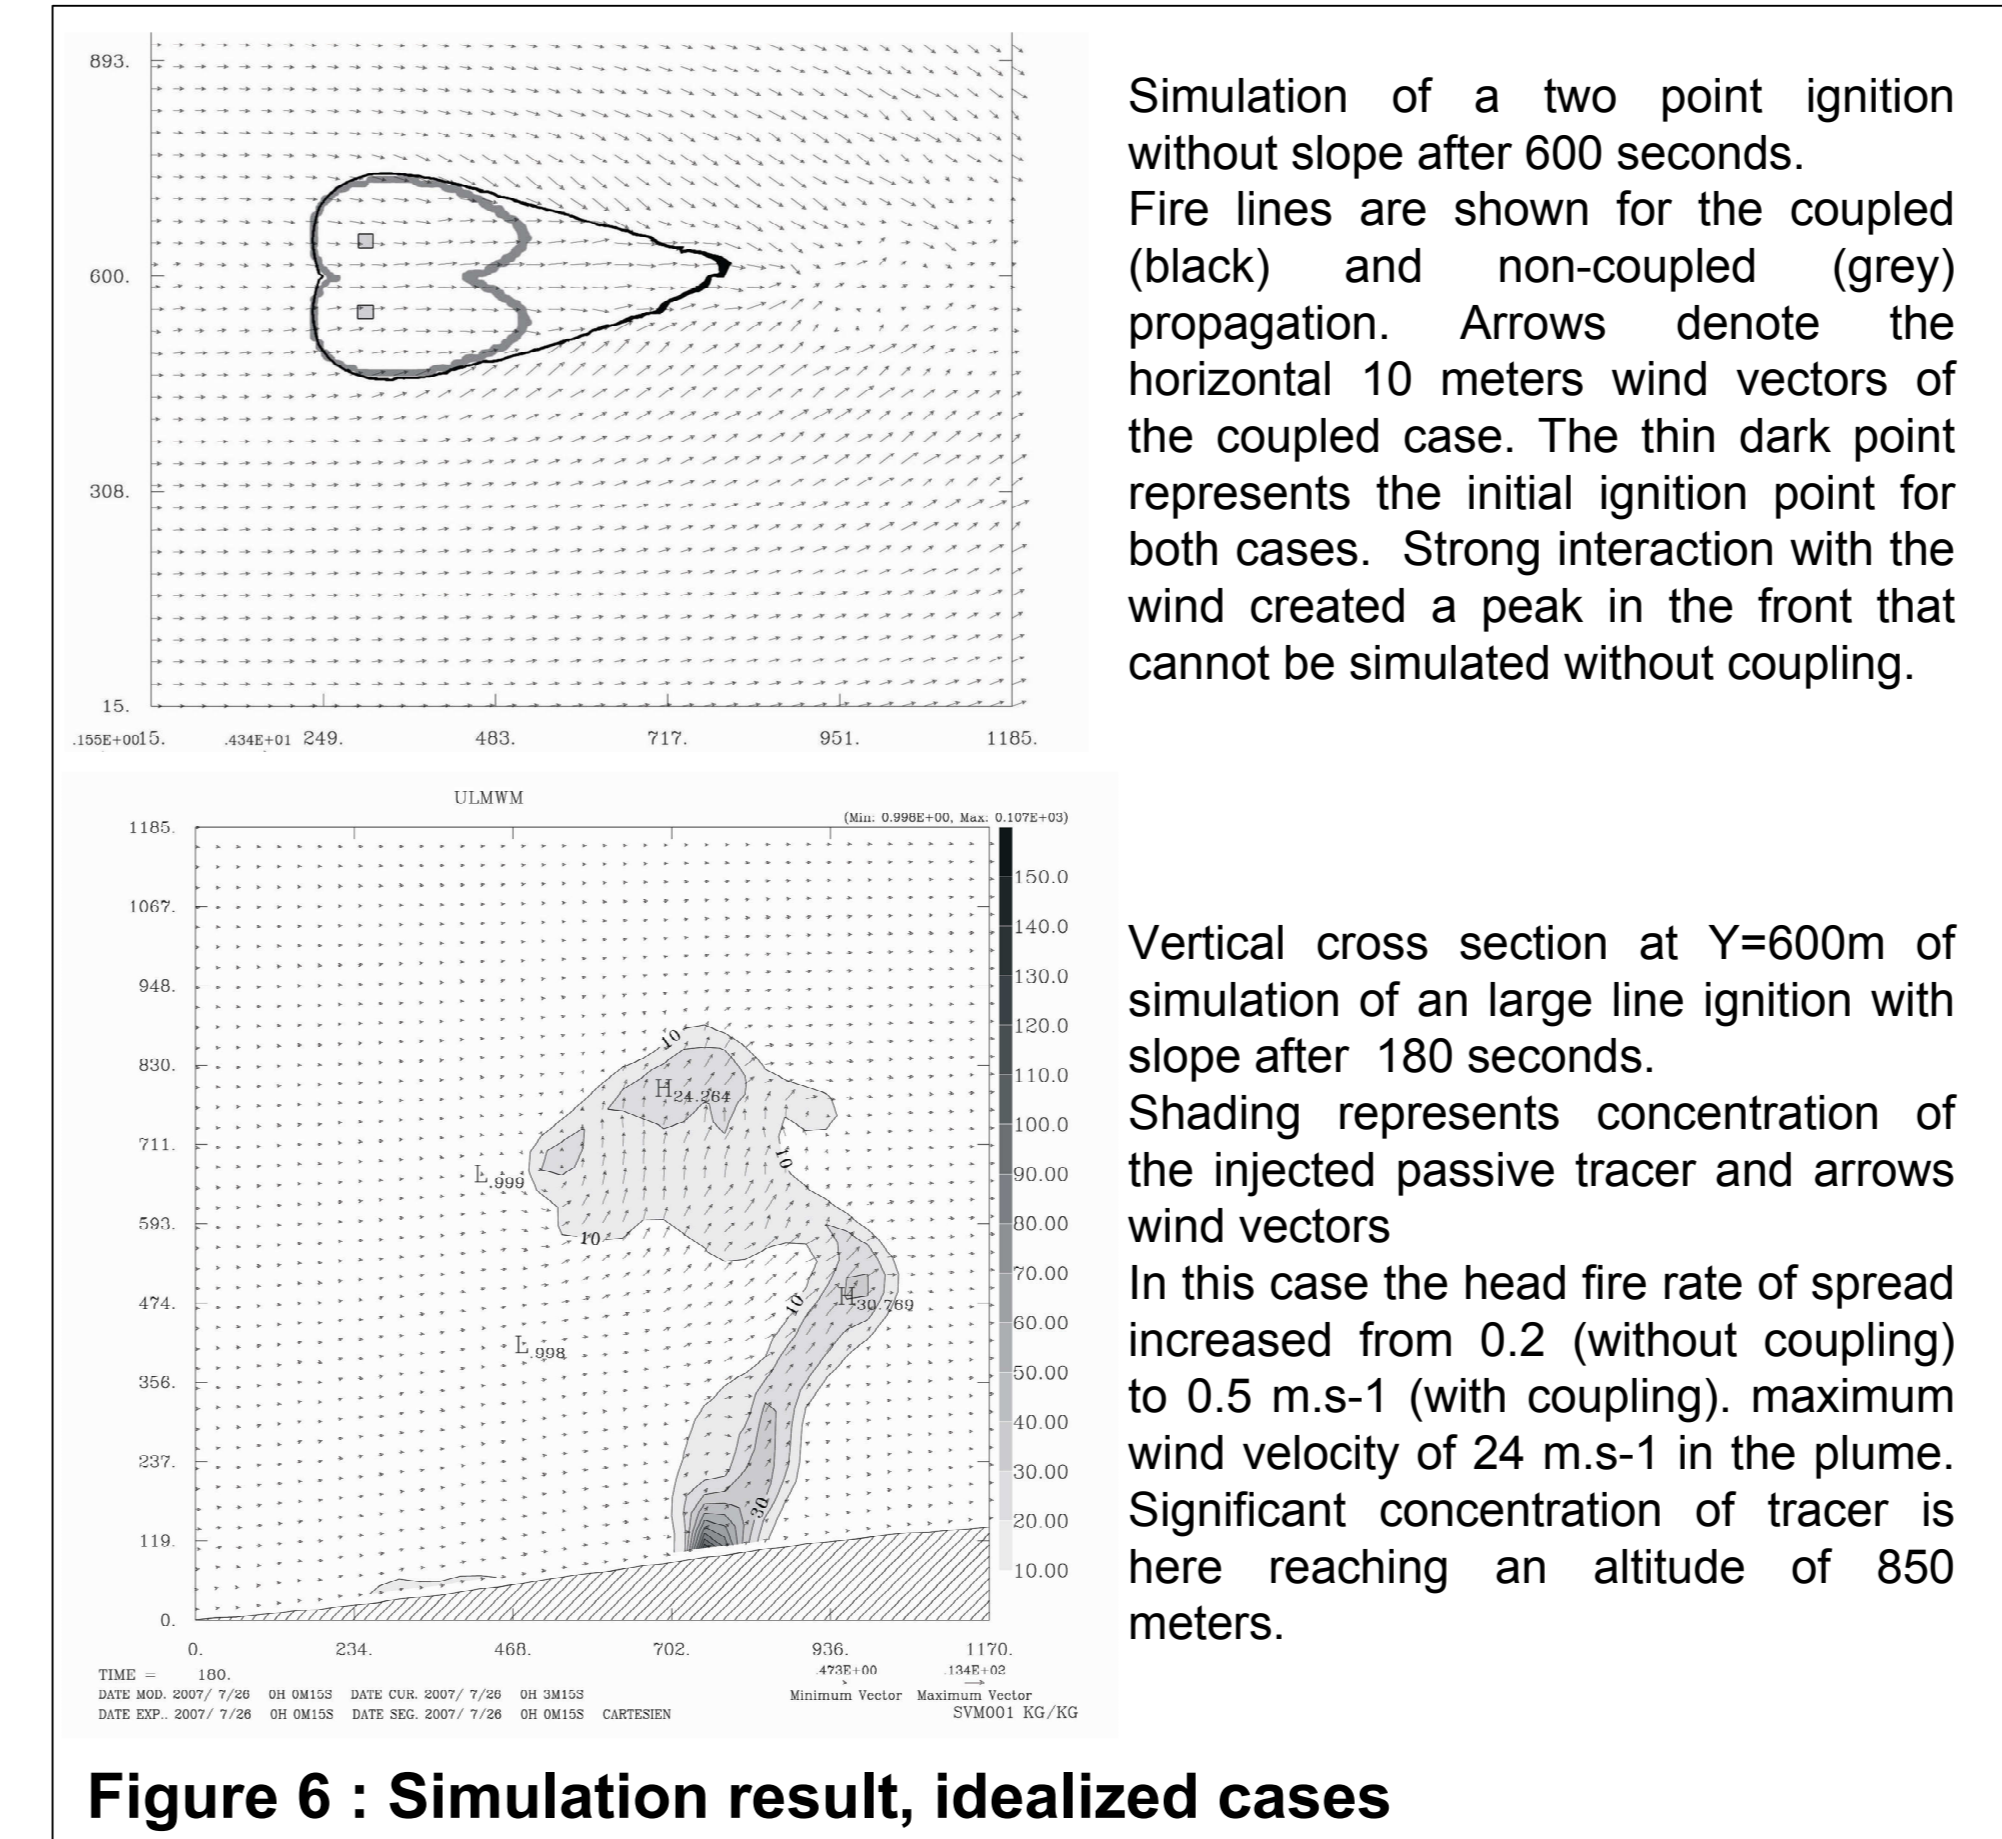 893.
600.
308.
15.
.155E+00 15. .434E+01 249. 483. 717. 951. 1185.
Simulation of a two point ignition
without slope after 600 seconds.
Fire lines are shown for the coupled
(black) and non-coupled (grey)
propagation. Arrows denote the
horizontal 10 meters wind vectors of
the coupled case. The thin dark point
represents the initial ignition point for
both cases. Strong interaction with the
wind created a peak in the front that
cannot be simulated without coupling.
ULMWM
(Min: 0.998E+00, Max: 0.107E+03)
1185.
1067.
948.
830.
711.
593.
474.
356.
237.
119.
0.
10
H24.264
L.999
10
10
H30.769
10
L.998
30
150.0
140.0
130.0
120.0
110.0
100.0
90.00
80.00
70.00
60.00
50.00
40.00
30.00
20.00
10.00
0. 234. 468. 702. 936. 1170.
TIME = 180.
.473E+00 .134E+02
Minimum Vector Maximum Vector
DATE MOD. 2007/ 7/26 0H 0M15S DATE CUR. 2007/ 7/26 0H 3M15S
DATE EXP.. 2007/ 7/26 0H 0M15S DATE SEG. 2007/ 7/26 0H 0M15S CARTESIEN
SVM001 KG/KG
Vertical cross section at Y=600m of
simulation of an large line ignition with
slope after 180 seconds.
Shading represents concentration of
the injected passive tracer and arrows
wind vectors
In this case the head fire rate of spread
increased from 0.2 (without coupling)
to 0.5 m.s-1 (with coupling). maximum
wind velocity of 24 m.s-1 in the plume.
Significant concentration of tracer is
here reaching an altitude of 850
meters.
Figure 6 : Simulation result, idealized cases